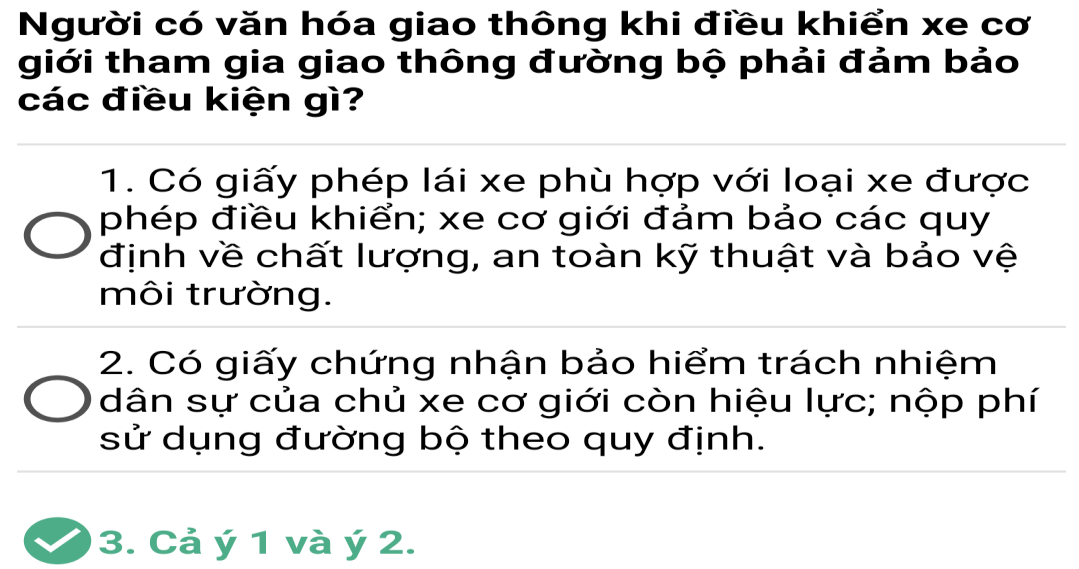 Người có văn hóa giao thông khi điều khiển xe cơ
giới tham gia giao thông đường bộ phải đảm bảo
các điều kiện gì?
1. Có giấy phép lái xe phù hợp với loại xe được
phép điều khiển; xe cơ giới đảm bảo các quy
định về chất lượng, an toàn kỹ thuật và bảo vệ
môi trường.
2. Có giấy chứng nhận bảo hiểm trách nhiệm
dân sự của chủ xe cơ giới còn hiệu lực; nộp phí
sử dụng đường bộ theo quy định.
3. Cả ý 1 và ý 2.